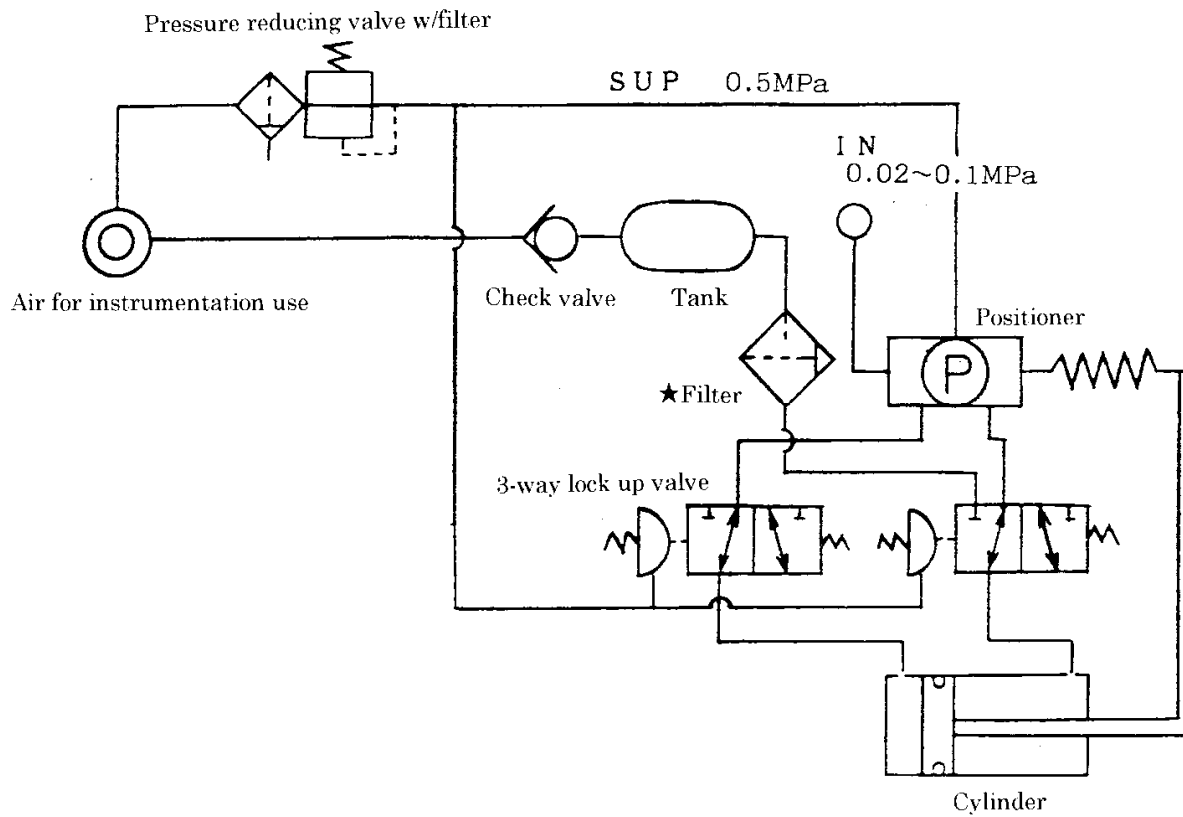 Pressure reducing valve w/filter
SUP 0.5MPa
IN
0.02~0.1MPa
Air for instrumentation use
Check valve
Tank
Positioner
P
★Filter
3-way lock up valve
Cylinder